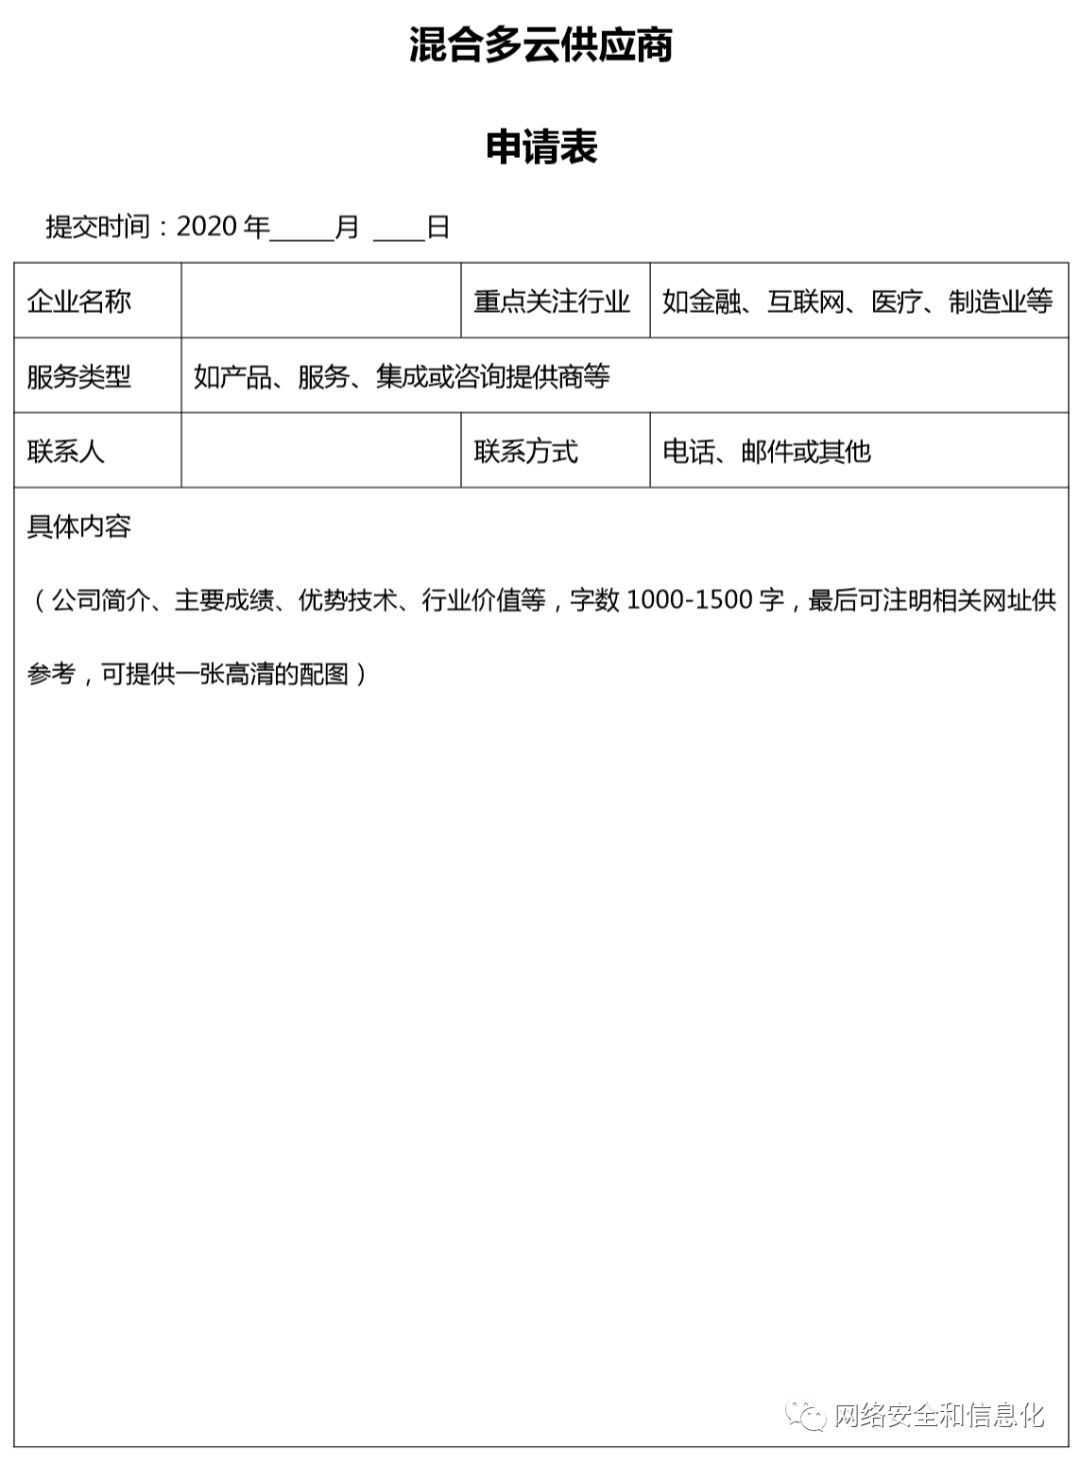 混合多云供应商
申请表
提交时间：2020 年_____月 ____日
企业名称 重点关注行业 如金融、互联网、医疗、制造业等
服务类型 如产品、服务、集成或咨询提供商等
联系人 联系方式 电话、邮件或其他
具体内容
（公司简介、主要成绩、优势技术、行业价值等，字数 1000-1500 字，最后可注明相关网址供
参考，可提供一张高清的配图）
网络安全和信息化